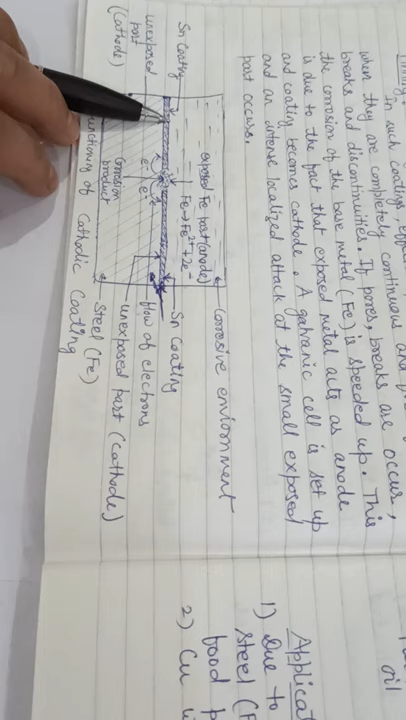 In such coatings,
when they are completely continuous and
breaks and discontinuities. If pores, breaks are occur,
the corrosion of the base metal (Fe) is speeded up. This
is due to the fact that exposed metal acts as anode
and coating becomes cathode. A galvanic cell is set up
and an intense localized attack at the small exposed
part occurs.
Corrosive environment
exposed Fe part (anode)
Fe→Fe²⁺+2e⁻
Sn Coating
Sn Coating
flow of electrons
unexposed
part
(Cathode)
unexposed part (Cathode)
e⁻ e⁻
Corrosion
product
Steel (Fe)
unctioning of Cathodic Coating
Applicat
1) Due to
Steel (F
food p
2) Cu
oil